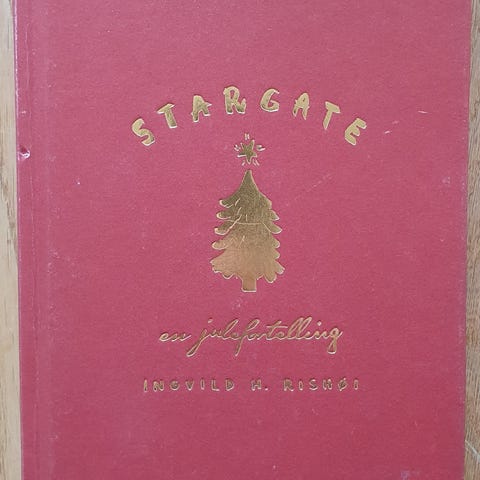 STARGATE
en julefortelling
INGVILD H. RISHØI